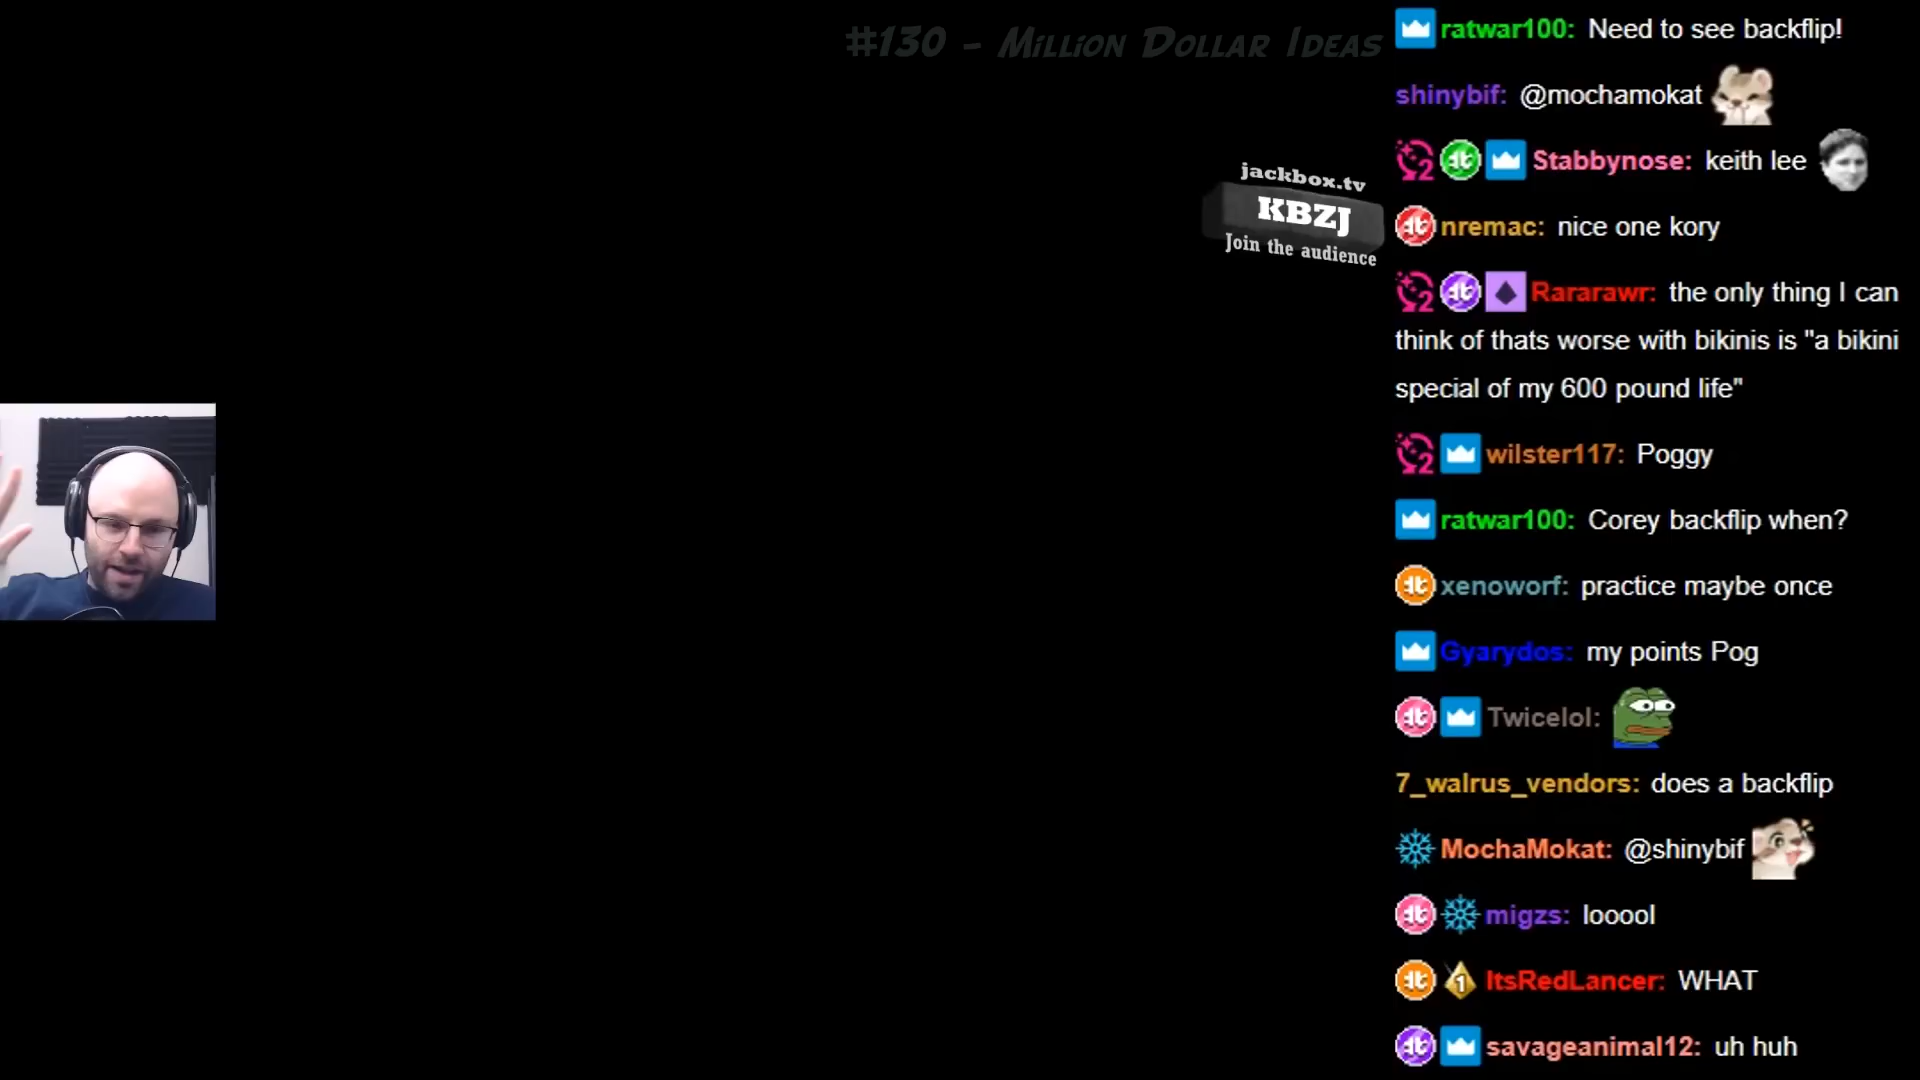 #130 - Million Dollar Ideas
jackbox.tv
KBZJ
Join the audience
ratwar100: Need to see backflip!
shinybif: @mochamokat
Stabbynose: keith lee
nremac: nice one kory
Rararawr: the only thing I can
think of thats worse with bikinis is "a bikini
special of my 600 pound life"
wilster117: Poggy
ratwar100: Corey backflip when?
xenoworf: practice maybe once
Gyarydos: my points Pog
Twicelol:
7_walrus_vendors: does a backflip
MochaMokat: @shinybif
migzs: looool
ItsRedLancer: WHAT
savageanimal12: uh huh